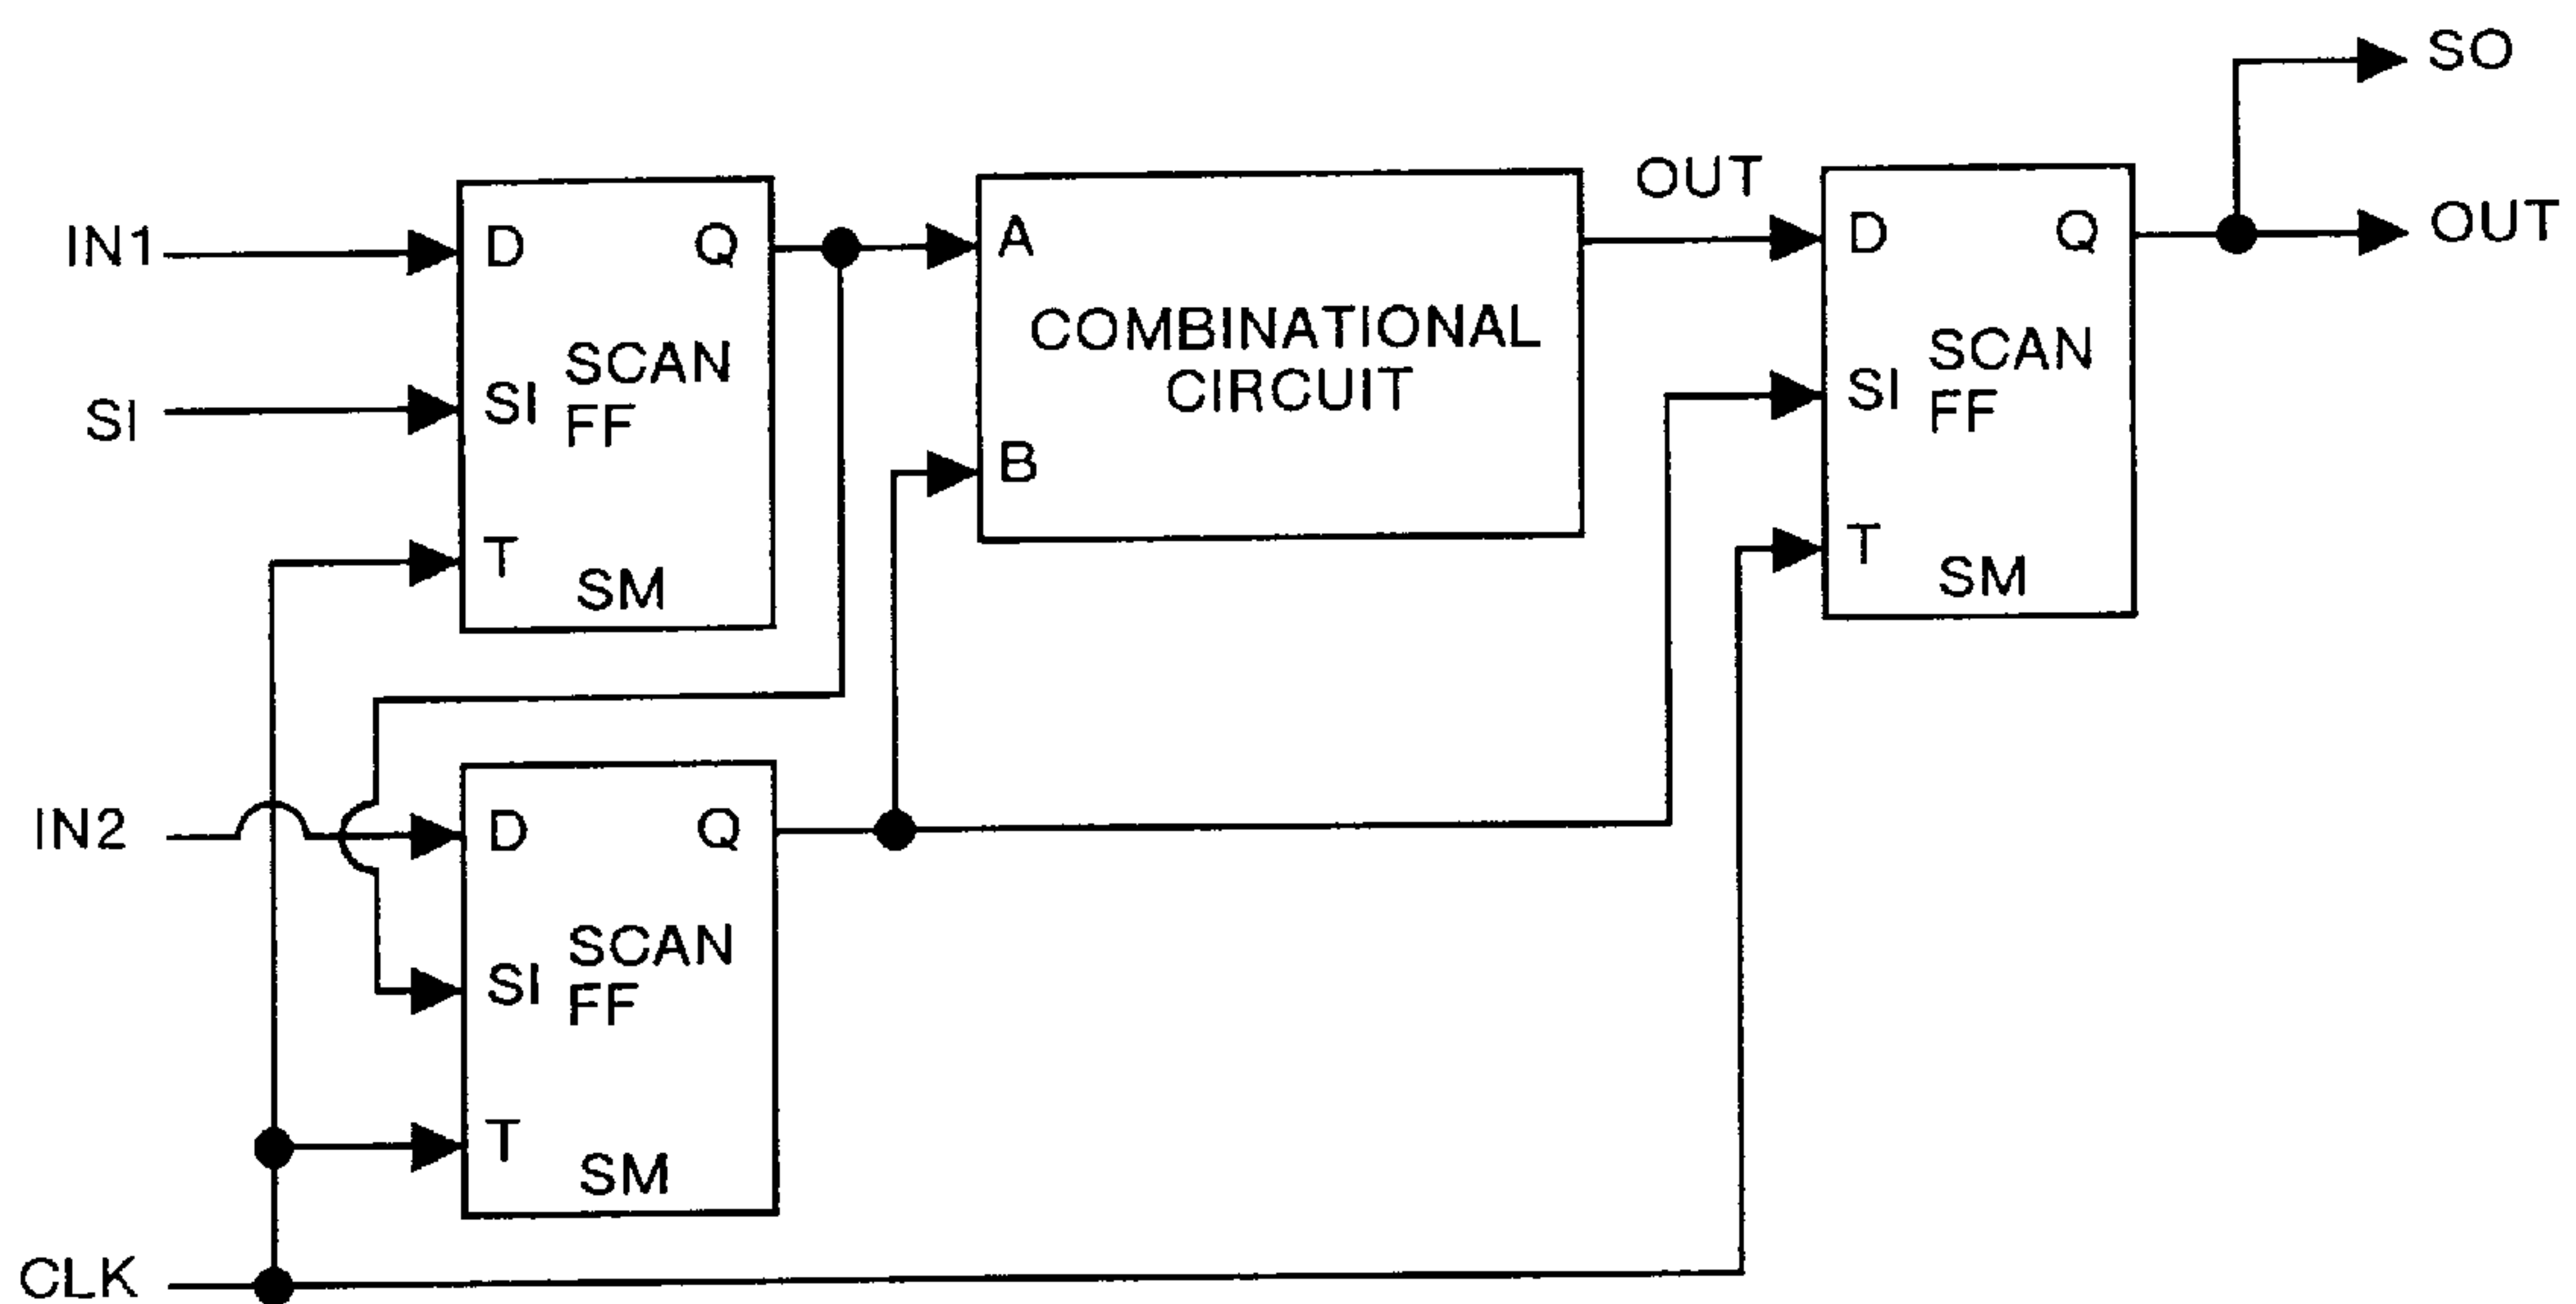 SO
OUT
IN1
D
Q
A
OUT
D
Q
SCAN
FF
COMBINATIONAL
CIRCUIT
SCAN
FF
SI
SI
SI
B
T
T
SM
SM
IN2
D
Q
SCAN
FF
SI
T
SM
CLK